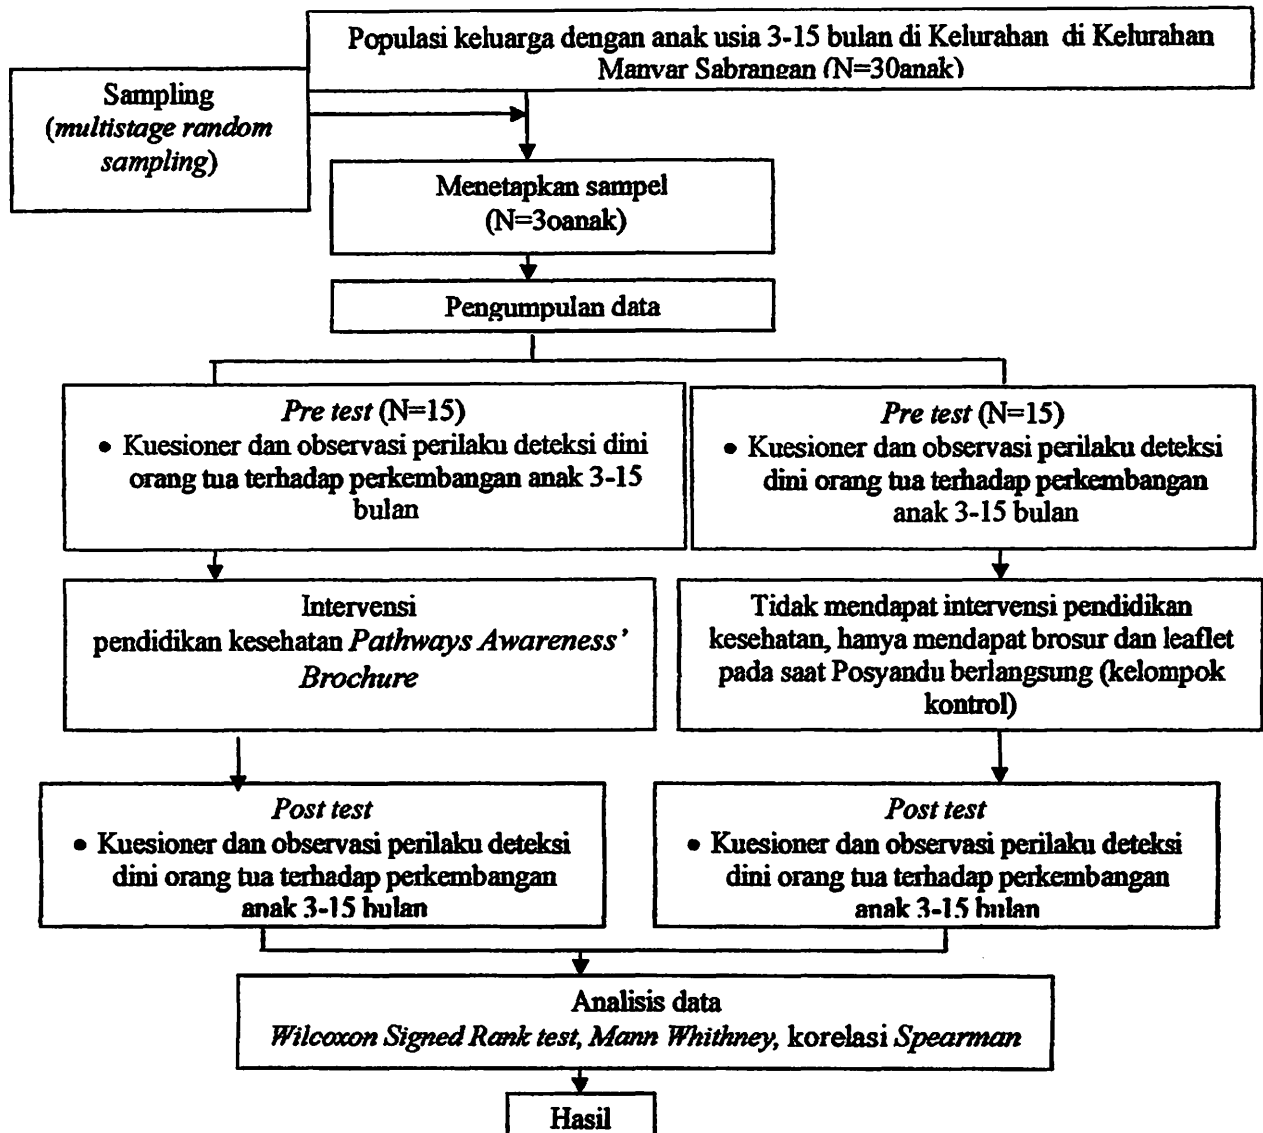 Populasi keluarga dengan anak usia 3-15 bulan di Kelurahan di Kelurahan
Manyar Sabrangan (N=30anak)
Sampling
(multistage random
sampling)
Menetapkan sampel
(N=3oanak)
Pengumpulan data
Pre test (N=15)
• Kuesioner dan observasi perilaku deteksi dini
orang tua terhadap perkembangan anak 3-15
bulan
Pre test (N=15)
• Kuesioner dan observasi perilaku deteksi
dini orang tua terhadap perkembangan
anak 3-15 bulan
Intervensi
pendidikan kesehatan Pathways Awareness’
Brochure
Tidak mendapat intervensi pendidikan
kesehatan, hanya mendapat brosur dan leaflet
pada saat Posyandu berlangsung (kelompok
kontrol)
Post test
• Kuesioner dan observasi perilaku deteksi
dini orang tua terhadap perkembangan
anak 3-15 bulan
Post test
• Kuesioner dan observasi perilaku deteksi
dini orang tua terhadap perkembangan
anak 3-15 bulan
Analisis data
Wilcoxon Signed Rank test, Mann Whithney, korelasi Spearman
Hasil